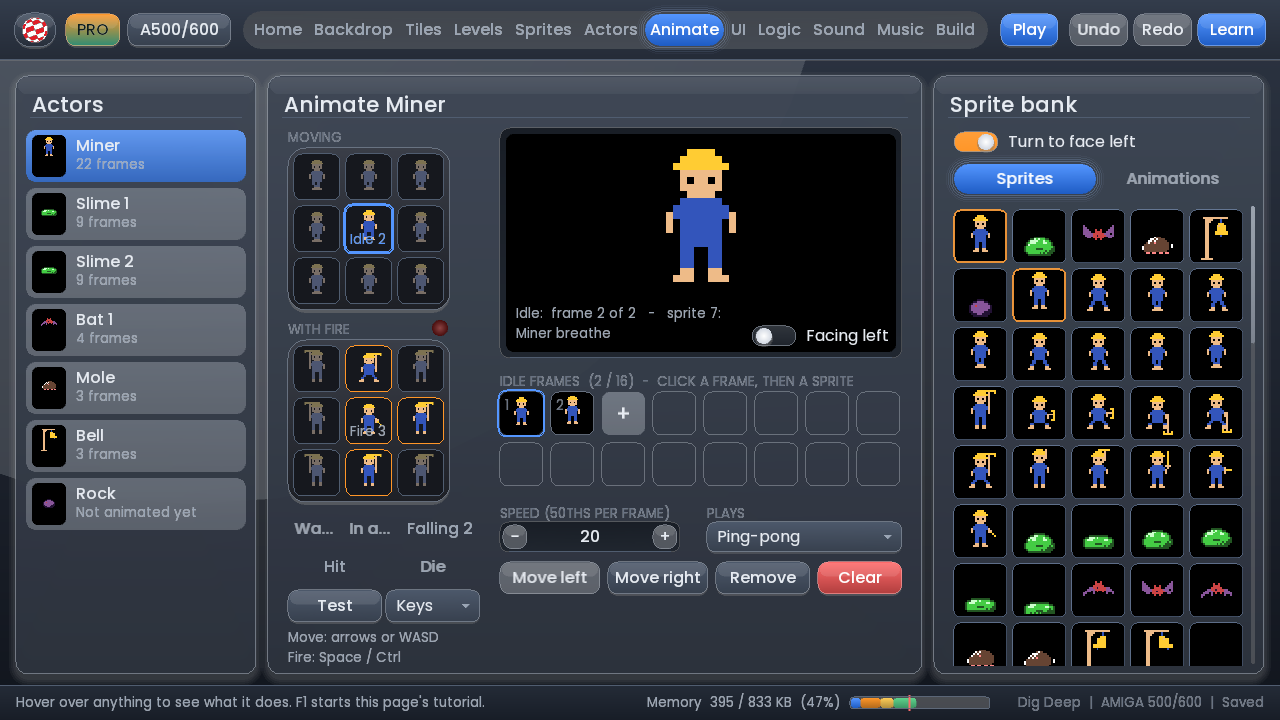 PRO
A500/600
Home Backdrop Tiles Levels Sprites Actors Animate UI Logic Sound Music Build
Play Undo Redo Learn
Actors
Miner
22 frames
Slime 1
9 frames
Slime 2
9 frames
Bat 1
4 frames
Mole
3 frames
Bell
3 frames
Rock
Not animated yet
Animate Miner
MOVING
Idle 2
WITH FIRE
Fire 3
Wa... In a... Falling 2
Hit Die
Test Keys
Move: arrows or WASD
Fire: Space / Ctrl
Idle: frame 2 of 2 - sprite 7:
Miner breathe
Facing left
IDLE FRAMES (2 / 16) - CLICK A FRAME, THEN A SPRITE
1 2 +
SPEED (50THS PER FRAME) PLAYS
− 20 + Ping-pong
Move left Move right Remove Clear
Sprite bank
Turn to face left
Sprites Animations
Hover over anything to see what it does. F1 starts this page's tutorial.
Memory 395 / 833 KB (47%)
Dig Deep | AMIGA 500/600 | Saved